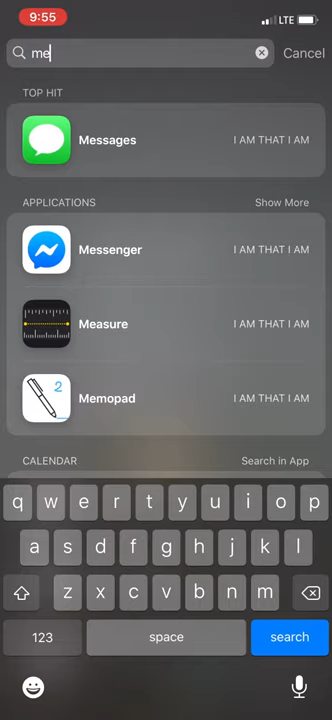 9:55
LTE
me
Cancel
TOP HIT
Messages
I AM THAT I AM
APPLICATIONS
Show More
Messenger
I AM THAT I AM
Measure
I AM THAT I AM
2
Memopad
I AM THAT I AM
CALENDAR
Search in App
q w e r t y u i o p
a s d f g h j k l
z x c v b n m
123
space
search